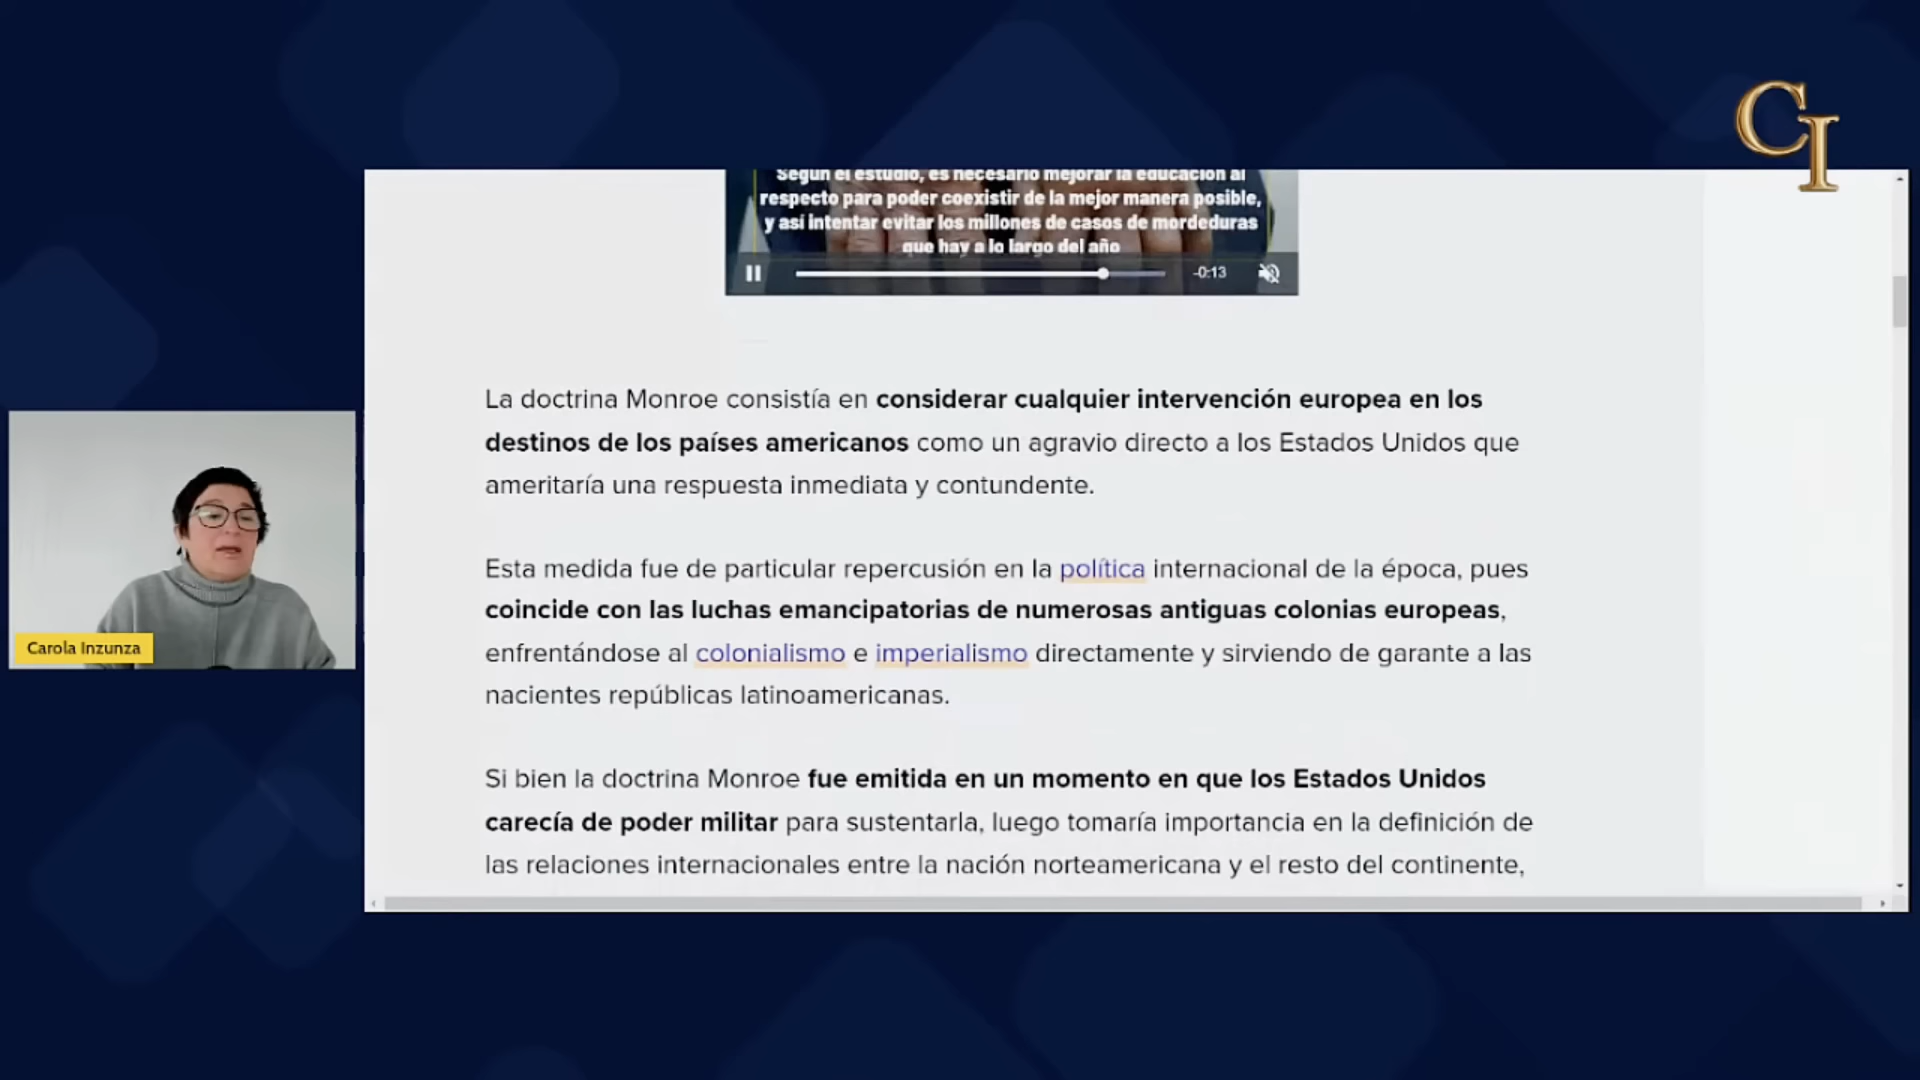 CI
Según el estudio, es necesario mejorar la educación al
respecto para poder coexistir de la mejor manera posible,
y así intentar evitar los millones de casos de mordeduras
que hay a lo largo del año
-0:13
La doctrina Monroe consistía en considerar cualquier intervención europea en los
destinos de los países americanos como un agravio directo a los Estados Unidos que
ameritaría una respuesta inmediata y contundente.
Esta medida fue de particular repercusión en la política internacional de la época, pues
coincide con las luchas emancipatorias de numerosas antiguas colonias europeas,
enfrentándose al colonialismo e imperialismo directamente y sirviendo de garante a las
nacientes repúblicas latinoamericanas.
Si bien la doctrina Monroe fue emitida en un momento en que los Estados Unidos
carecía de poder militar para sustentarla, luego tomaría importancia en la definición de
las relaciones internacionales entre la nación norteamericana y el resto del continente,
Carola Inzunza